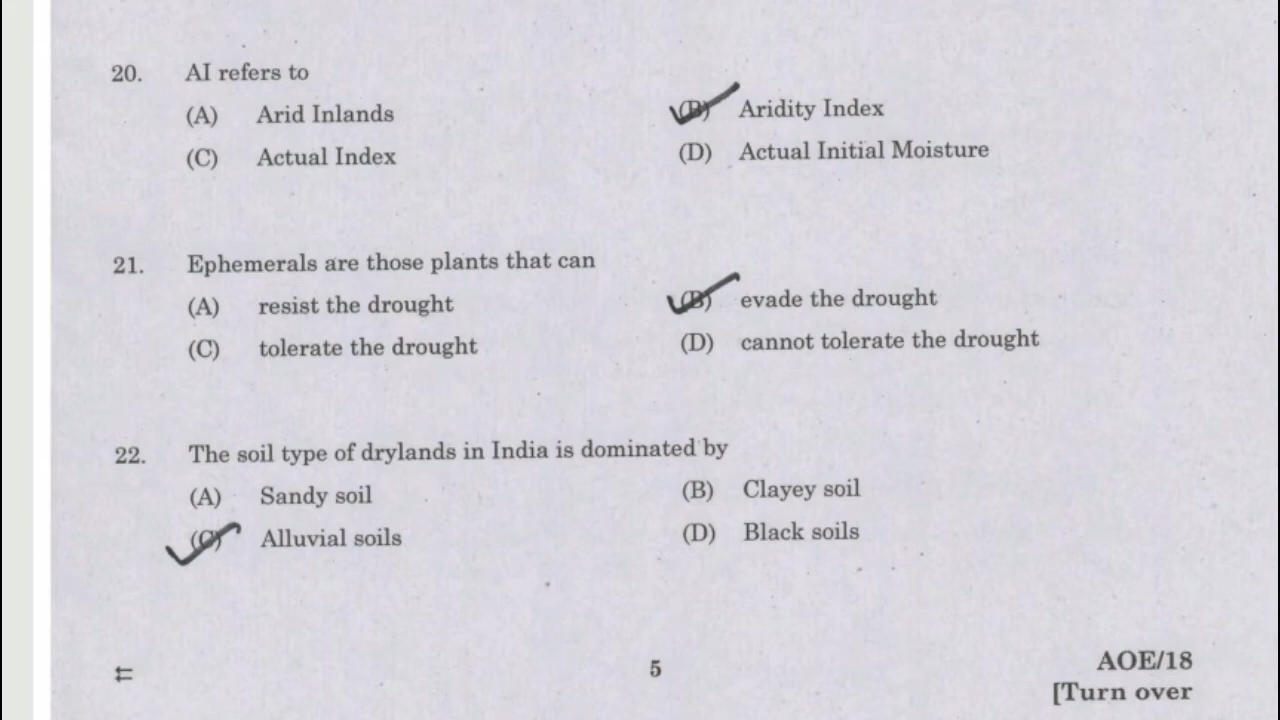 20. AI refers to
(A) Arid Inlands (B) Aridity Index
(C) Actual Index (D) Actual Initial Moisture
21. Ephemerals are those plants that can
(A) resist the drought (B) evade the drought
(C) tolerate the drought (D) cannot tolerate the drought
22. The soil type of drylands in India is dominated by
(A) Sandy soil (B) Clayey soil
(C) Alluvial soils (D) Black soils
5
AOE/18
[Turn over